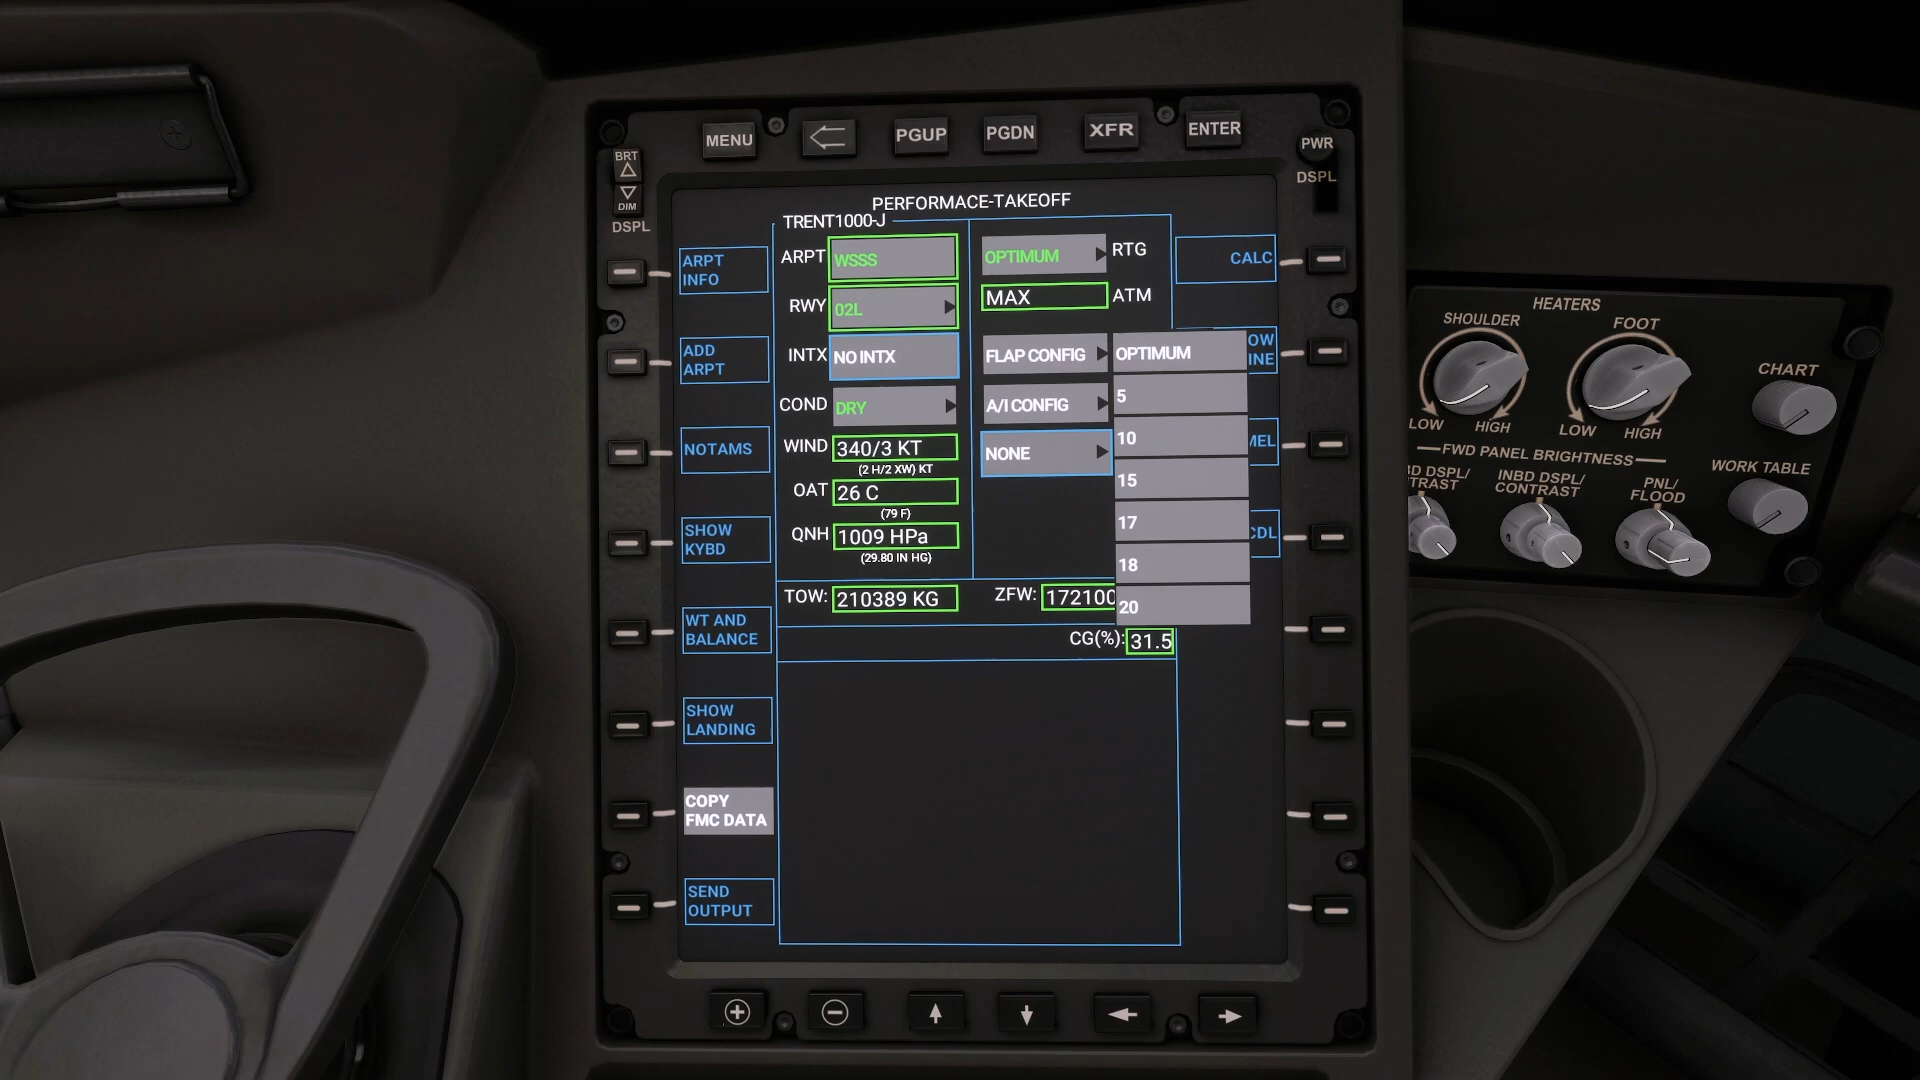 MENU
PGUP
PGDN
XFR
ENTER
BRT
DIM
DSPL
PWR
DSPL
PERFORMACE-TAKEOFF
TRENT1000-J
ARPT INFO
ADD ARPT
NOTAMS
SHOW KYBD
WT AND BALANCE
SHOW LANDING
COPY FMC DATA
SEND OUTPUT
ARPT WSSS
RWY 02L
INTX NO INTX
COND DRY
WIND 340/3 KT
(2 H/2 XW) KT
OAT 26 C
(79 F)
QNH 1009 HPa
(29.80 IN HG)
OPTIMUM RTG
MAX ATM
FLAP CONFIG
A/I CONFIG
NONE
OPTIMUM
5
10
15
17
18
20
CALC
OW
INE
MEL
CDL
TOW: 210389 KG
ZFW: 172100
CG(%): 31.5
HEATERS
SHOULDER
FOOT
LOW
HIGH
LOW
HIGH
CHART
FWD PANEL BRIGHTNESS
BD DSPL/
TRAST
INBD DSPL/
CONTRAST
PNL/
FLOOD
WORK TABLE